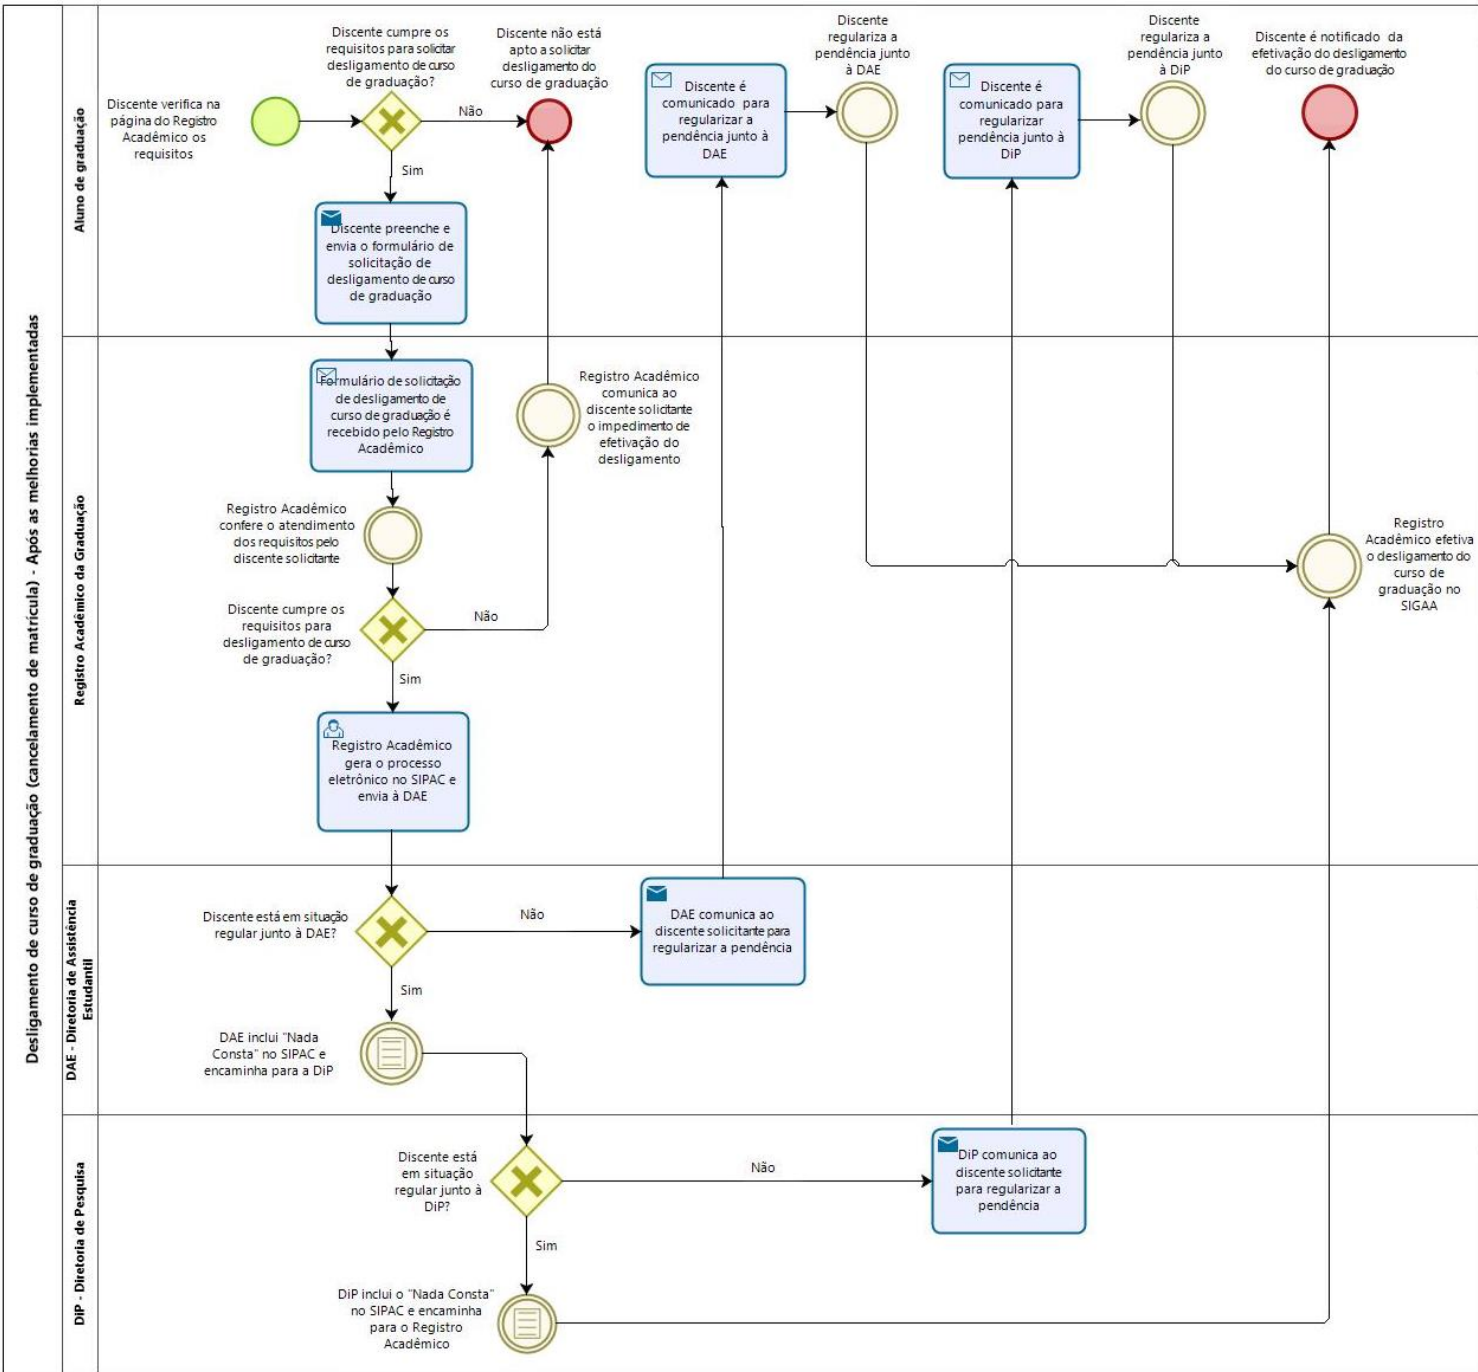 Desligamento de curso de graduação (cancelamento de matrícula) - Após as melhorias implementadas
Aluno de graduação
Discente verifica na
página do Registro
Acadêmico os
requisitos
Discente cumpre os
requisitos para solicitar
desligamento de curso
de graduação?
Não
Sim
Discente não está
apto a solicitar
desligamento do
curso de graduação
Discente preenche e
envia o formulário de
solicitação de
desligamento de curso
de graduação
Discente é
comunicado para
regularizar a
pendência junto à
DAE
Discente
regulariza a
pendência junto
à DAE
Discente é
comunicado para
regularizar
pendência junto à
DiP
Discente
regulariza a
pendência junto
à DiP
Discente é notificado da
efetivação do desligamento
do curso de graduação
Registro Acadêmico da Graduação
Formulário de solicitação
de desligamento de
curso de graduação é
recebido pelo Registro
Acadêmico
Registro Acadêmico
comunica ao
discente solicitante
o impedimento de
efetivação do
desligamento
Registro Acadêmico
confere o atendimento
dos requisitos pelo
discente solicitante
Discente cumpre os
requisitos para
desligamento de curso
de graduação?
Não
Sim
Registro
Acadêmico efetiva
o desligamento do
curso de
graduação no
SIGAA
Registro Acadêmico
gera o processo
eletrônico no SIPAC e
envia à DAE
DAE - Diretoria de Assistência
Estudantil
Discente está em situação
regular junto à DAE?
Não
Sim
DAE comunica ao
discente solicitante para
regularizar a pendência
DAE inclui "Nada
Consta" no SIPAC e
encaminha para a DiP
DiP - Diretoria de Pesquisa
Discente está
em situação
regular junto à
DiP?
Não
Sim
DiP comunica ao
discente solicitante
para regularizar a
pendência
DiP inclui o "Nada Consta"
no SIPAC e encaminha
para o Registro
Acadêmico